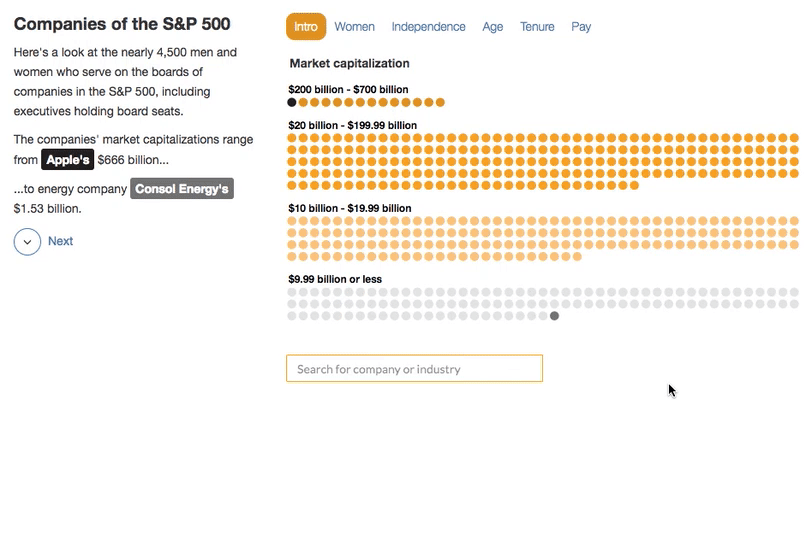 Companies of the S&P 500
Here's a look at the nearly 4,500 men and
women who serve on the boards of
companies in the S&P 500, including
executives holding board seats.
The companies' market capitalizations range
from Apple's $666 billion...
...to energy company Consol Energy's
$1.53 billion.
Next
Intro Women Independence Age Tenure Pay
Market capitalization
$200 billion - $700 billion
$20 billion - $199.99 billion
$10 billion - $19.99 billion
$9.99 billion or less
Search for company or industry